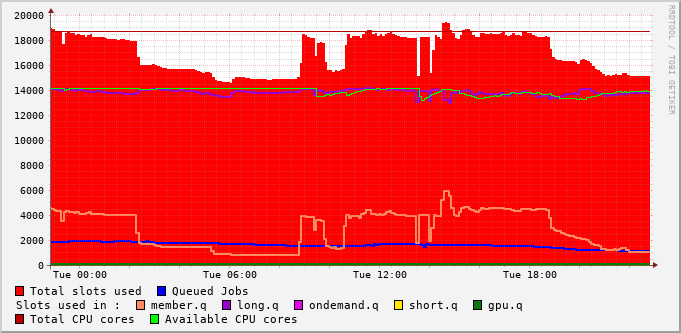 RRDTOOL / TOBI OETIKER
20000
18000
16000
14000
12000
10000
8000
6000
4000
2000
0
Tue 00:00 Tue 06:00 Tue 12:00 Tue 18:00
Total slots used Queued Jobs
Slots used in : member.q long.q ondemand.q short.q gpu.q
Total CPU cores Available CPU cores